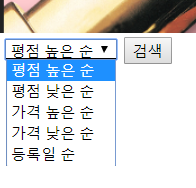 평점 높은 순 ▼ 검색
평점 높은 순
평점 낮은 순
가격 높은 순
가격 낮은 순
등록일 순